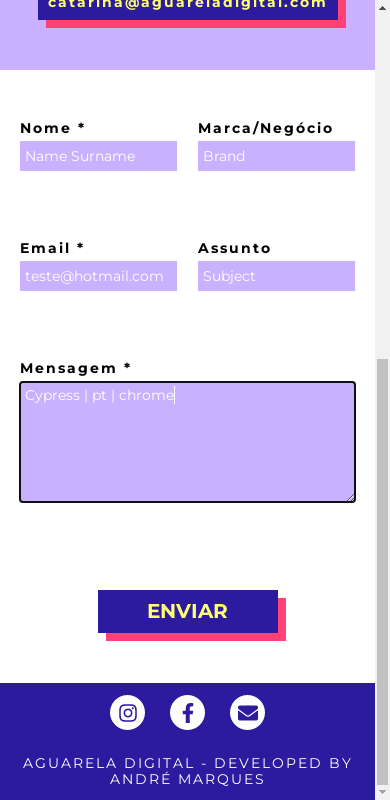 catarina@aguareladigital.com
Nome * Marca/Negócio
Name Surname Brand
Email * Assunto
teste@hotmail.com Subject
Mensagem *
Cypress | pt | chrome
ENVIAR
AGUARELA DIGITAL - DEVELOPED BY
ANDRÉ MARQUES